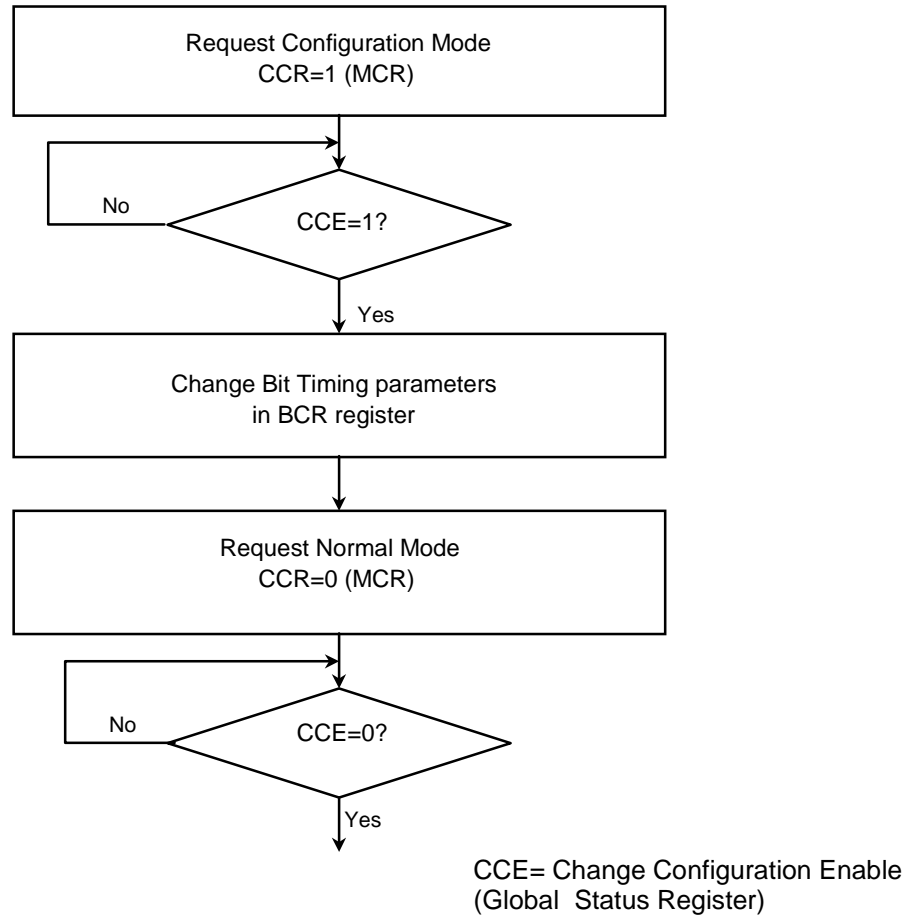 Request Configuration Mode
CCR=1 (MCR)
No
CCE=1?
Yes
Change Bit Timing parameters
in BCR register
Request Normal Mode
CCR=0 (MCR)
No
CCE=0?
Yes
CCE= Change Configuration Enable
(Global Status Register)